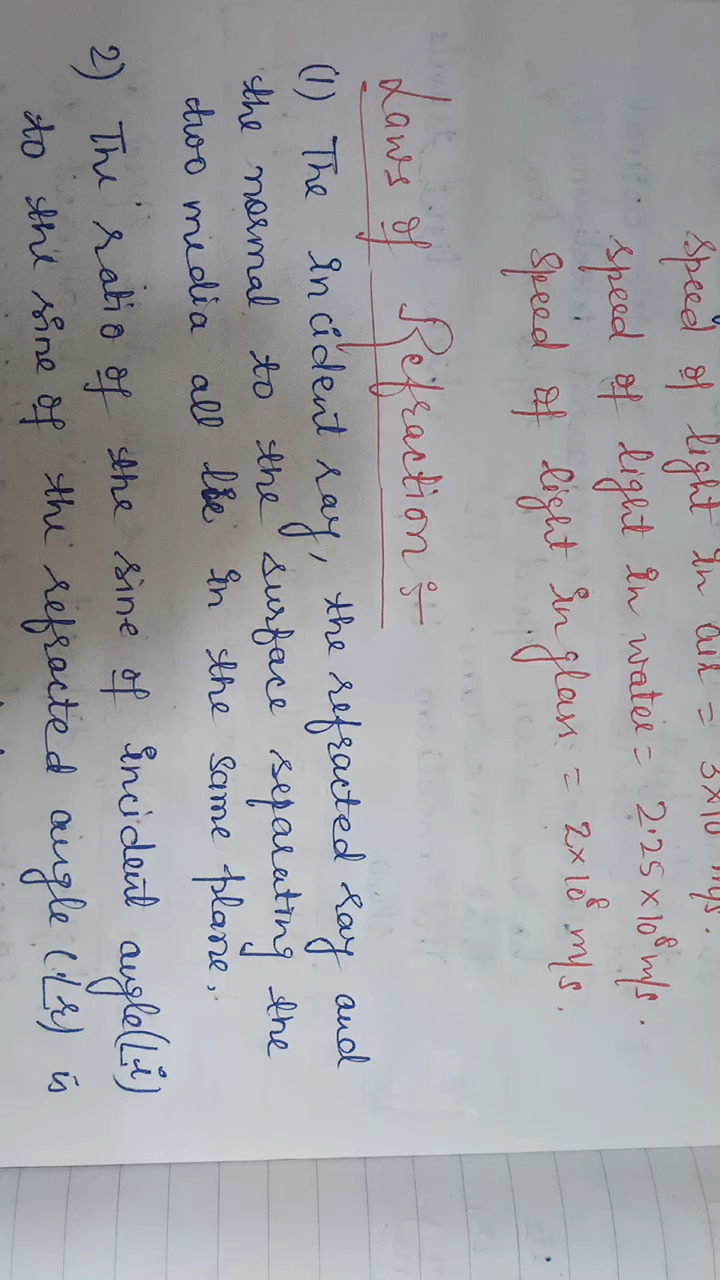 speed of light in air = 3×10 m/s.
speed of light in water = 2.25×10⁸ m/s.
speed of light in glass = 2×10⁸ m/s.
Laws of Refraction :-
(1) The incident ray, the refracted ray and
the normal to the surface separating the
two media all lie in the same plane.
2) The ratio of the sine of incident angle (∠i)
to the sine of the refracted angle (∠r) is